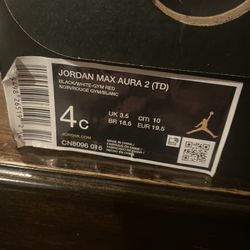 JORDAN MAX AURA 2 (TD)
BLACK/WHITE-GYM RED
NOIR/ROUGE GYM/BLANC
4C
UK 3.5
cm 10
BR 18.5
EUR 19.5
JORDAN.COM
CN8096 016